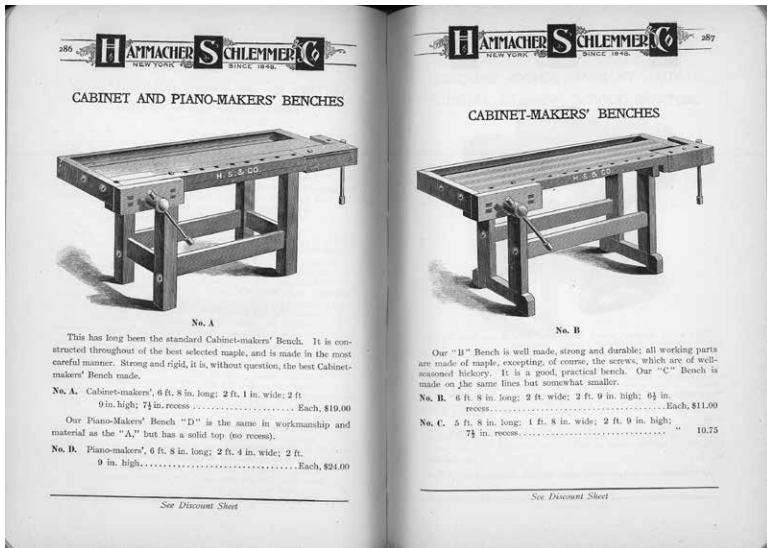 286
HAMMACHER SCHLEMMER & CO
NEW YORK SINCE 1848.
CABINET AND PIANO-MAKERS' BENCHES
H. S. & CO.
No. A
This has long been the standard Cabinet-makers' Bench. It is con-
structed throughout of the best selected maple, and is made in the most
careful manner. Strong and rigid, it is, without question, the best Cabinet-
makers' Bench made.
No. A. Cabinet-makers', 6 ft. 8 in. long; 2 ft. 1 in. wide; 2 ft
9 in. high; 7½ in. recess ........................ Each, $19.00
Our Piano-Makers' Bench "D" is the same in workmanship and
material as the "A," but has a solid top (no recess).
No. D. Piano-makers', 6 ft. 8 in. long; 2 ft. 4 in. wide; 2 ft.
9 in. high.................................Each, $24.00
See Discount Sheet
HAMMACHER SCHLEMMER & CO
287
NEW YORK SINCE 1848.
CABINET-MAKERS' BENCHES
H. S. & CO.
No. B
Our "B" Bench is well made, strong and durable; all working parts
are made of maple, excepting, of course, the screws, which are of well-
seasoned hickory. It is a good, practical bench. Our "C" Bench is
made on the same lines but somewhat smaller.
No. B. 6 ft. 8 in. long; 2 ft. wide; 2 ft. 9 in. high; 6½ in.
recess.....................................Each, $11.00
No. C. 5 ft. 8 in. long; 1 ft. 8 in. wide; 2 ft. 9 in. high;
7½ in. recess............................... " 10.75
See Discount Sheet